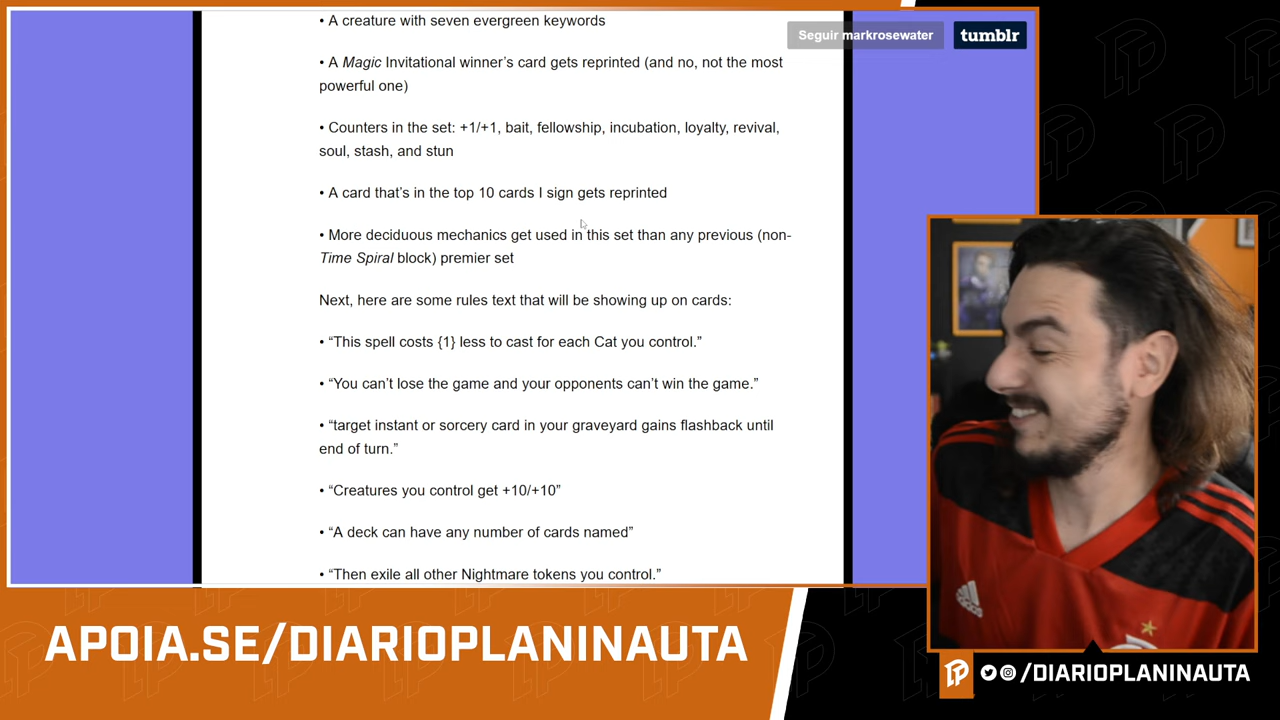 • A creature with seven evergreen keywords
Seguir markrosewater
tumblr
• A Magic Invitational winner’s card gets reprinted (and no, not the most
powerful one)
• Counters in the set: +1/+1, bait, fellowship, incubation, loyalty, revival,
soul, stash, and stun
• A card that’s in the top 10 cards I sign gets reprinted
• More deciduous mechanics get used in this set than any previous (non-
Time Spiral block) premier set
Next, here are some rules text that will be showing up on cards:
• “This spell costs {1} less to cast for each Cat you control.”
• “You can’t lose the game and your opponents can’t win the game.”
• “target instant or sorcery card in your graveyard gains flashback until
end of turn.”
• “Creatures you control get +10/+10”
• “A deck can have any number of cards named”
• “Then exile all other Nightmare tokens you control.”
APOIA.SE/DIARIOPLANINAUTA
/DIARIOPLANINAUTA